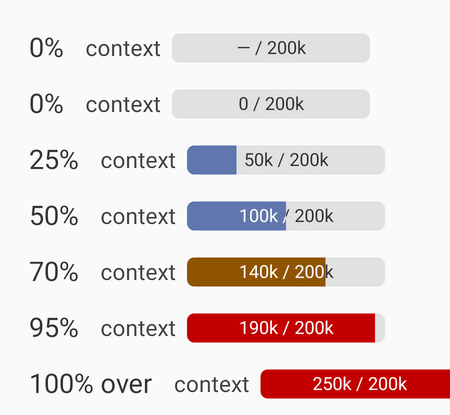 0% context — / 200k
0% context 0 / 200k
25% context 50k / 200k
50% context 100k / 200k
70% context 140k / 200k
95% context 190k / 200k
100% over context 250k / 200k